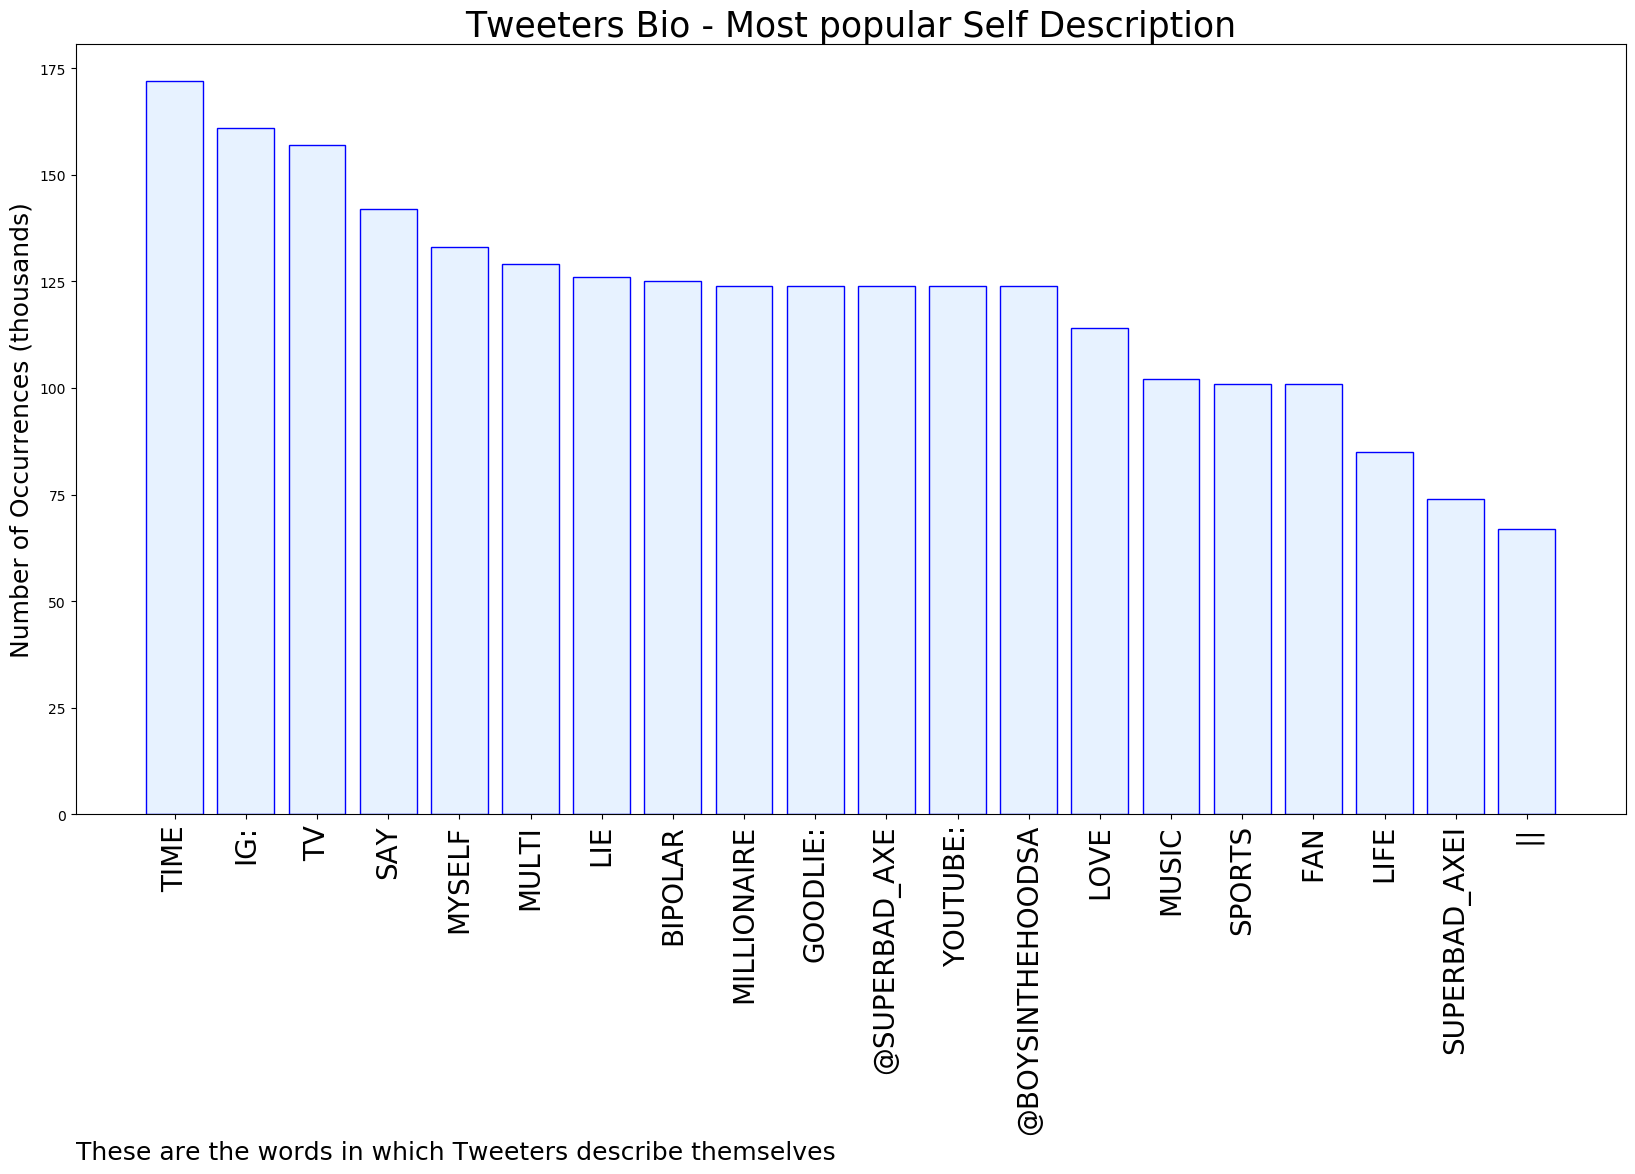 Tweeters Bio - Most popular Self Description
Number of Occurrences (thousands)
175
150
125
100
75
50
25
0
TIME
IG:
TV
SAY
MYSELF
MULTI
LIE
BIPOLAR
MILLIONAIRE
GOODLIE:
@SUPERBAD_AXE
YOUTUBE:
@BOYSINTHEHOODSA
LOVE
MUSIC
SPORTS
FAN
LIFE
SUPERBAD_AXEI
||
These are the words in which Tweeters describe themselves